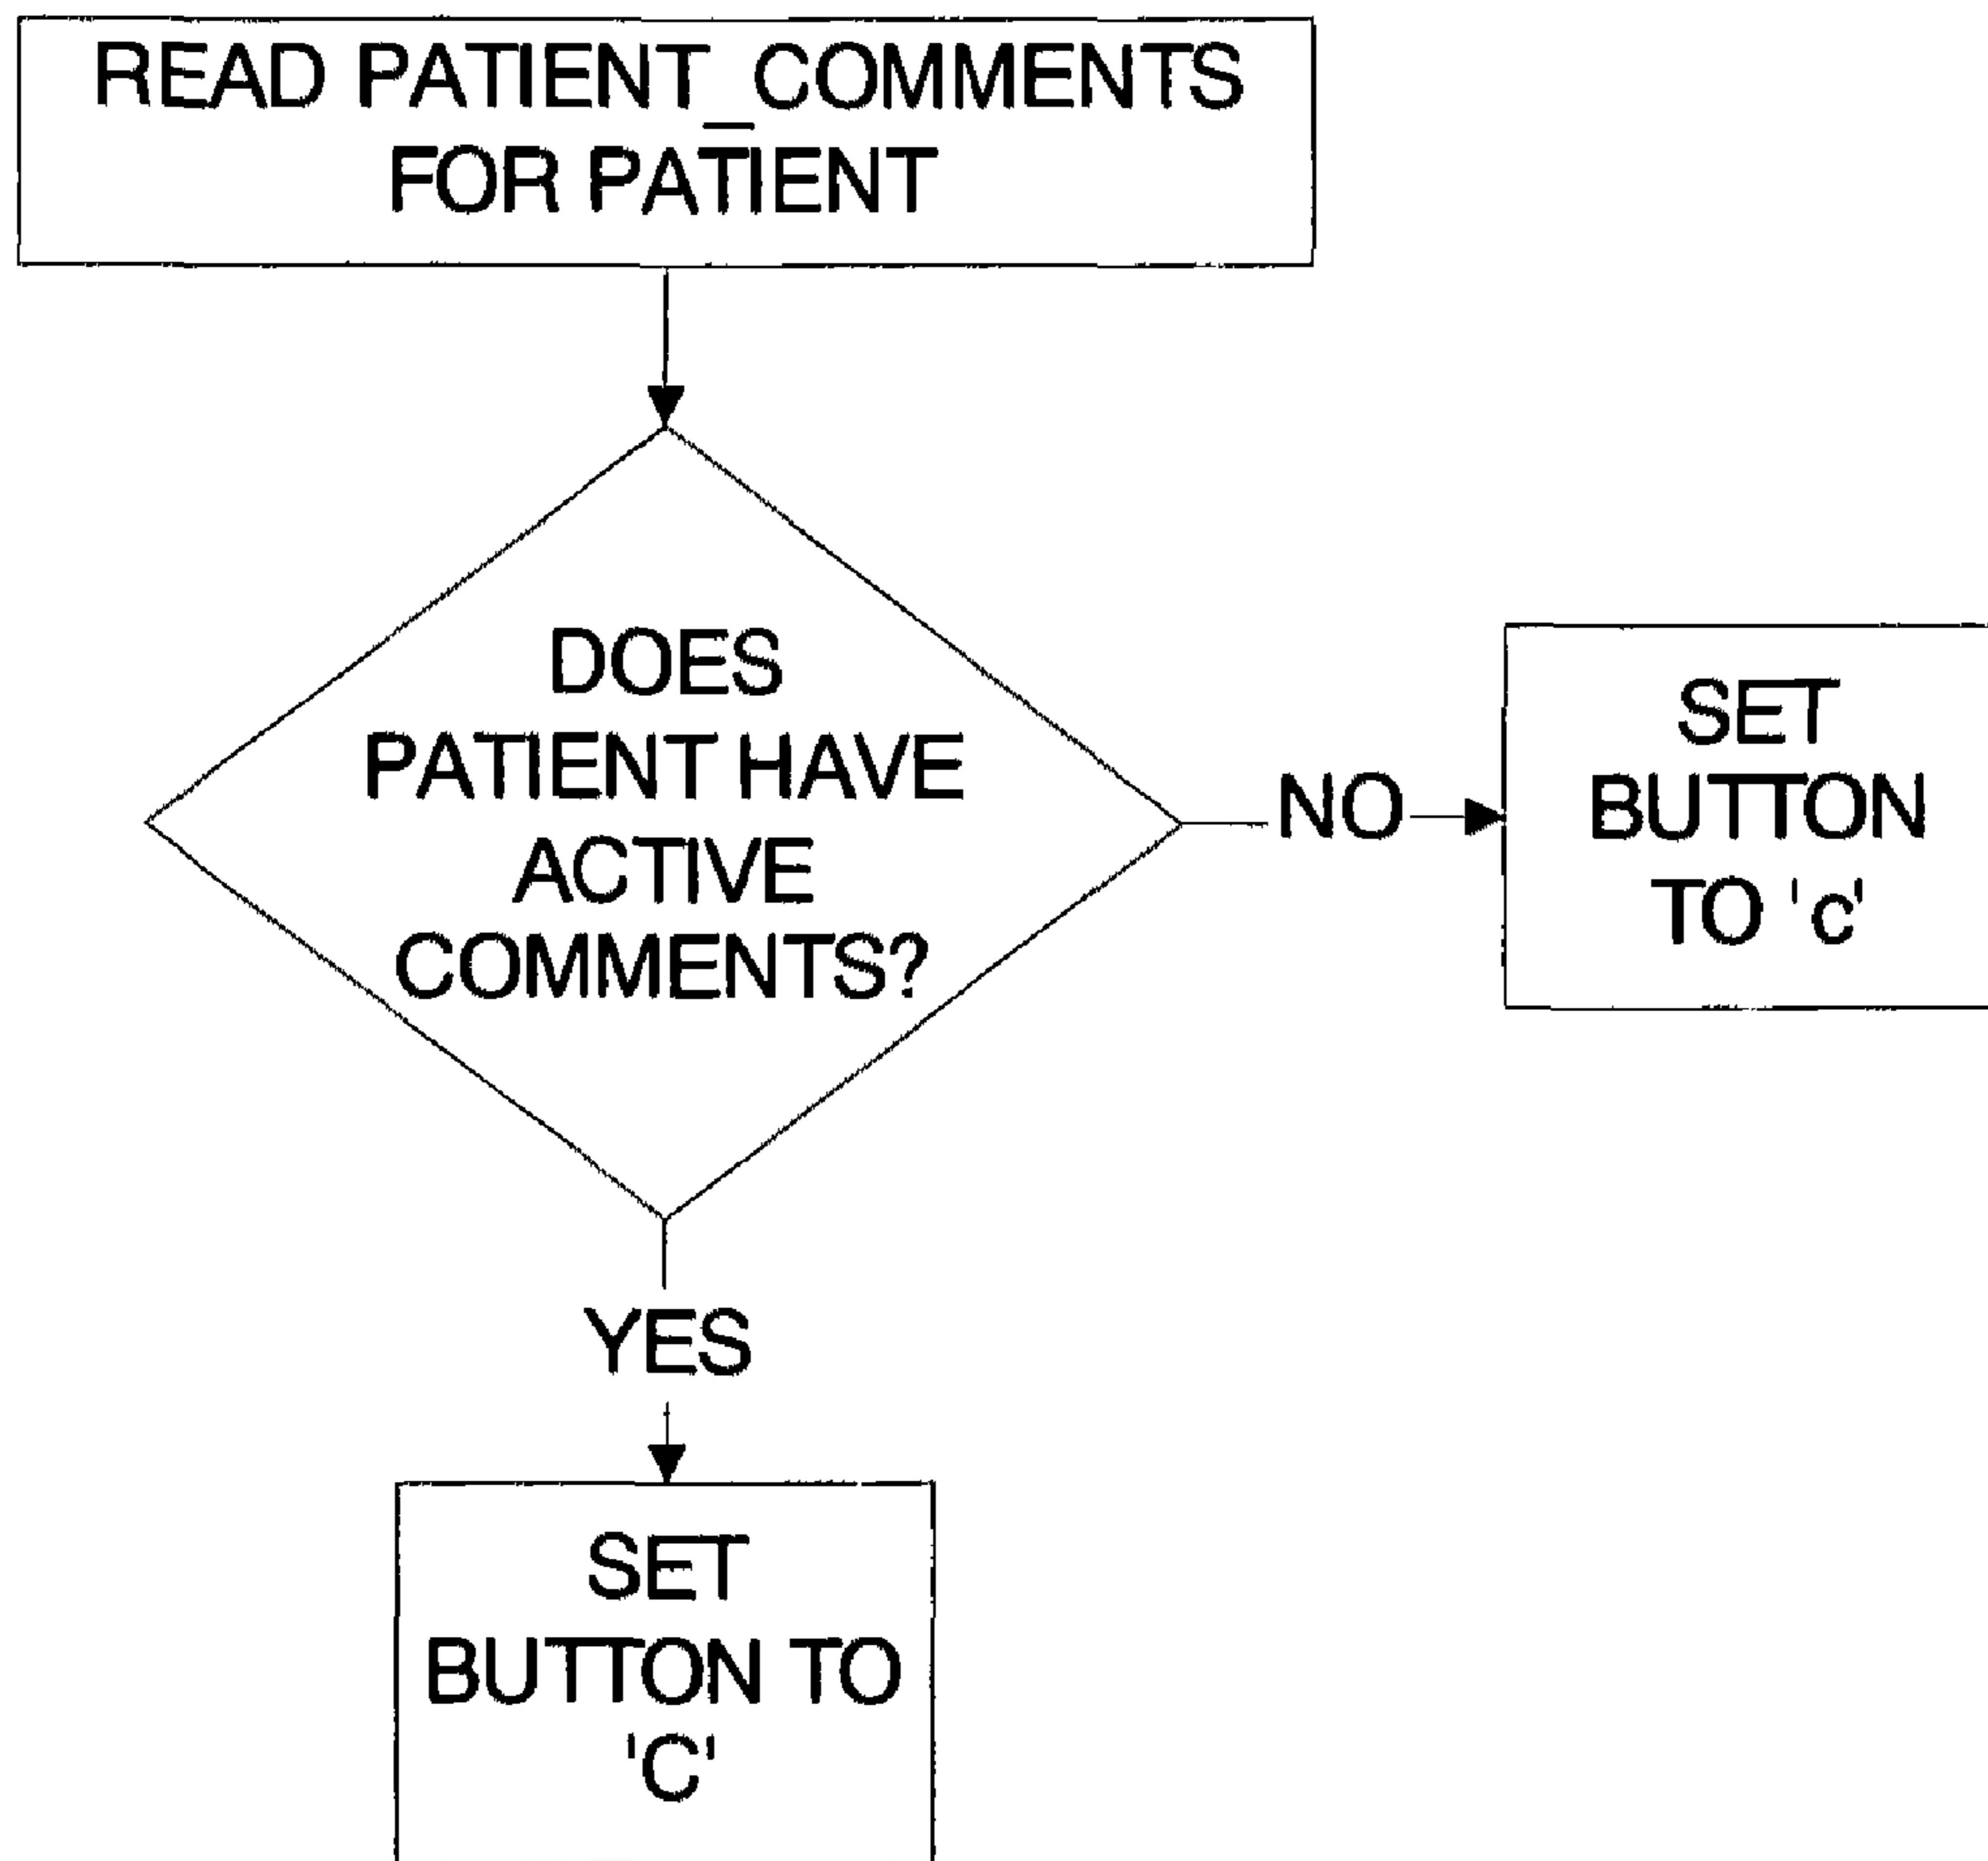 READ PATIENT_COMMENTS
FOR PATIENT
DOES
PATIENT HAVE
ACTIVE
COMMENTS?
NO
SET
BUTTON
TO 'c'
YES
SET
BUTTON TO
'C'